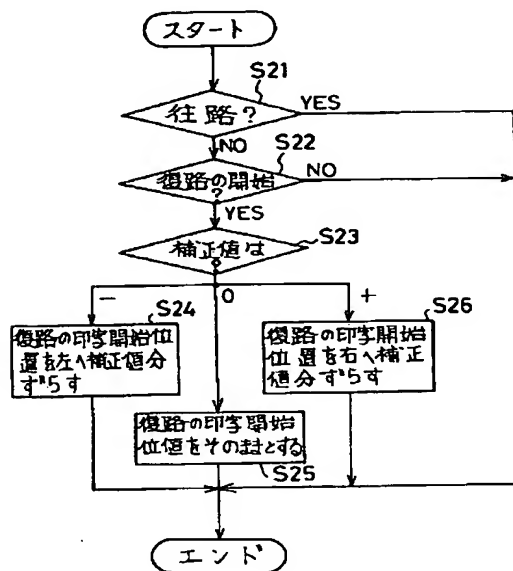 スタート
S21
往路?
YES
NO
S22
復路の開始
?
NO
YES
S23
補正値は
?
−
0
+
S24
復路の印字開始位
置を左へ補正値分
ずらす
S26
復路の印字開始
位置を右へ補正
値分ずらす
復路の印字開始
位値をそのままとする
S25
エンド